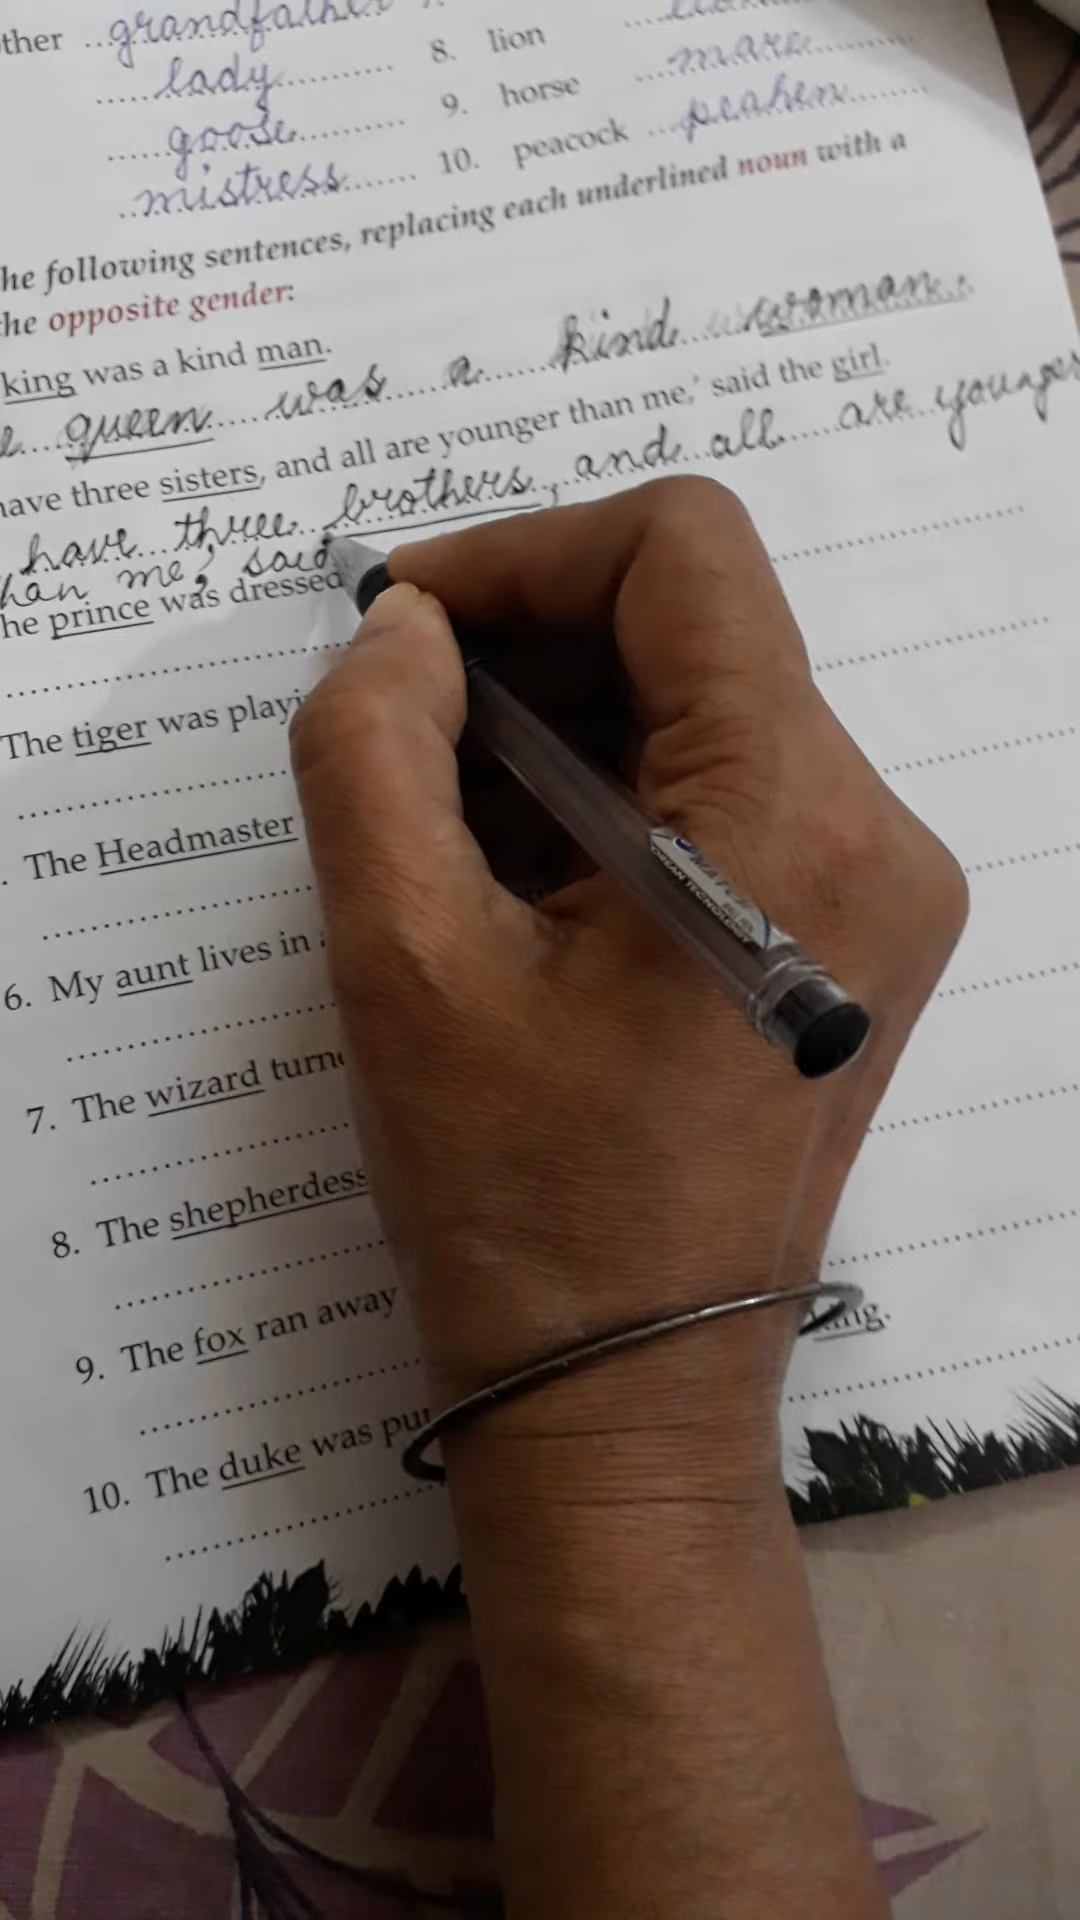 ther ...grandfather
.....lady........... 8. lion
......goose.......... 9. horse ....mare..........
..mistress....... 10. peacock ...peahen........
he following sentences, replacing each underlined noun with a
the opposite gender:
king was a kind man.
queen was a kind woman.
have three sisters, and all are younger than me,' said the girl.
have three brothers, and all are younger
han me, said
he prince was dressed
The tiger was playi
. The Headmaster
6. My aunt lives in
7. The wizard turn
8. The shepherdess
9. The fox ran away
10. The duke was pu